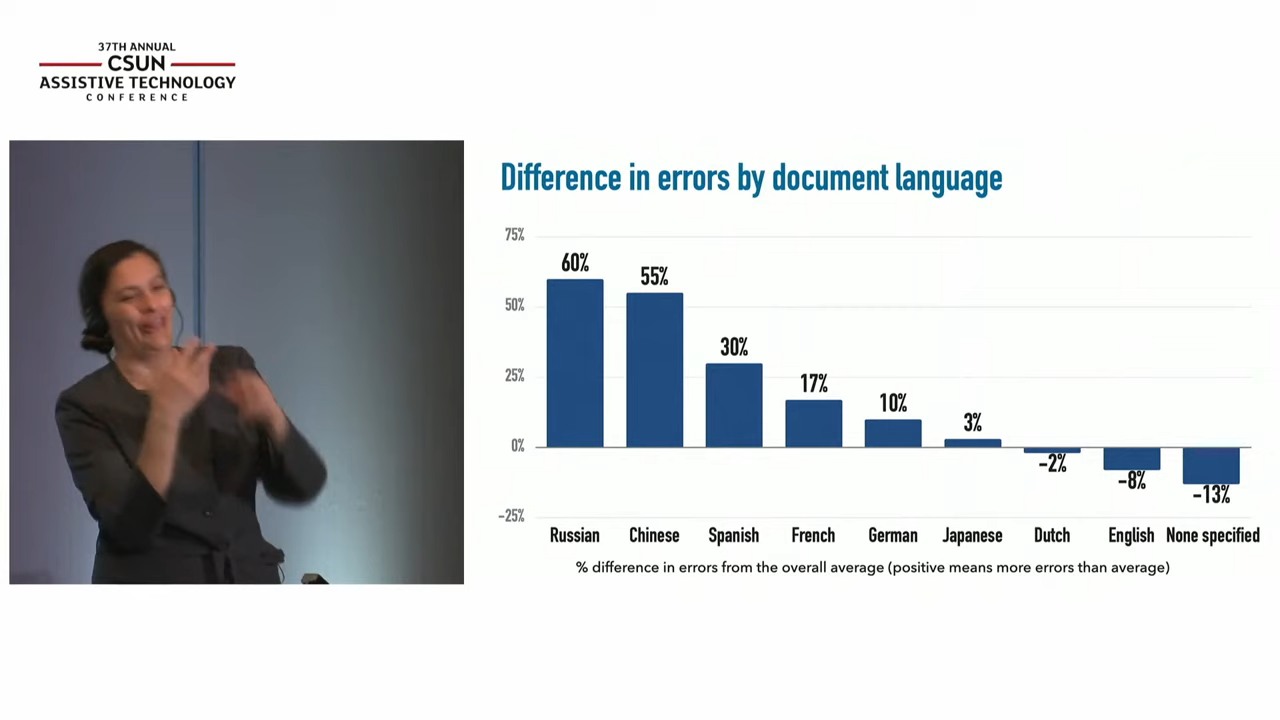 37TH ANNUAL
CSUN
ASSISTIVE TECHNOLOGY
CONFERENCE
Difference in errors by document language
75%
50%
25%
0%
−25%
60%
55%
30%
17%
10%
3%
−2%
−8%
−13%
Russian Chinese Spanish French German Japanese Dutch English None specified
% difference in errors from the overall average (positive means more errors than average)